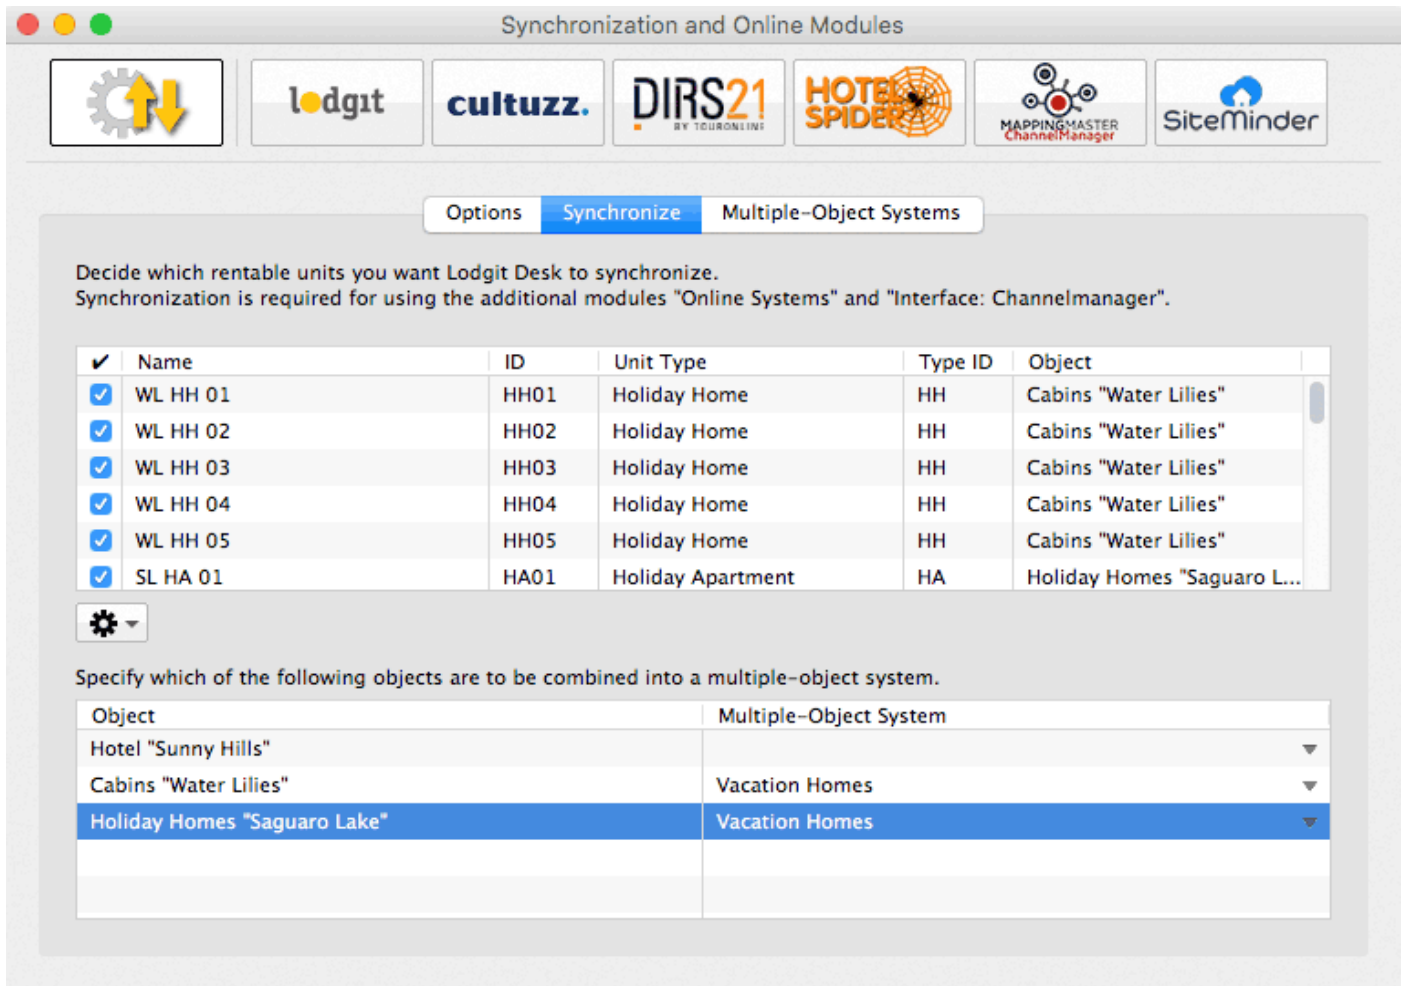 Synchronization and Online Modules
lodgit
cultuzz.
DIRS21
BY TOURONLINE
HOTEL
SPIDER
MAPPINGMASTER
ChannelManager
SiteMinder
Options Synchronize Multiple-Object Systems
Decide which rentable units you want Lodgit Desk to synchronize.
Synchronization is required for using the additional modules "Online Systems" and "Interface: Channelmanager".
✔ Name ID Unit Type Type ID Object
WL HH 01 HH01 Holiday Home HH Cabins "Water Lilies"
WL HH 02 HH02 Holiday Home HH Cabins "Water Lilies"
WL HH 03 HH03 Holiday Home HH Cabins "Water Lilies"
WL HH 04 HH04 Holiday Home HH Cabins "Water Lilies"
WL HH 05 HH05 Holiday Home HH Cabins "Water Lilies"
SL HA 01 HA01 Holiday Apartment HA Holiday Homes "Saguaro L...
Specify which of the following objects are to be combined into a multiple-object system.
Object Multiple-Object System
Hotel "Sunny Hills"
Cabins "Water Lilies" Vacation Homes
Holiday Homes "Saguaro Lake" Vacation Homes